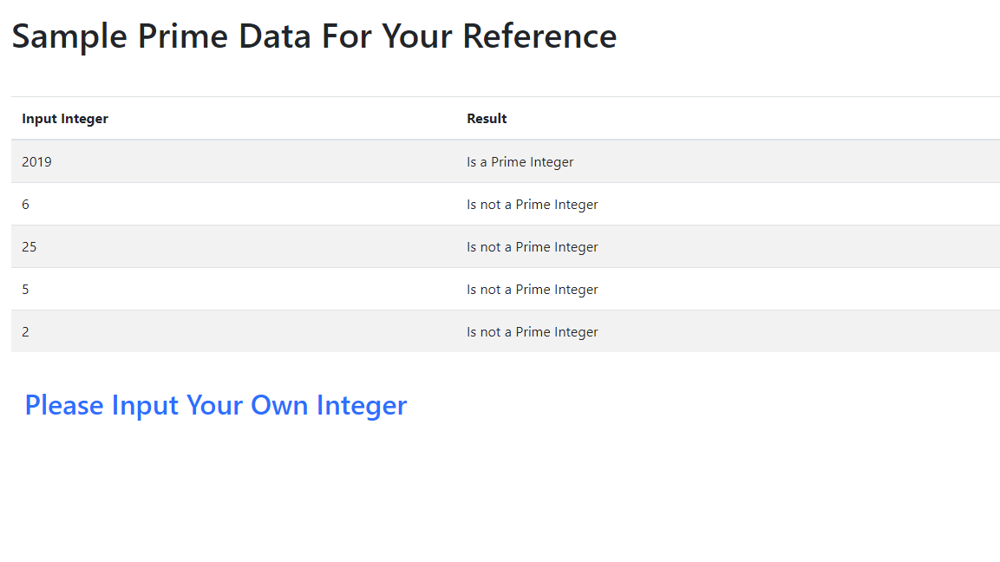 Sample Prime Data For Your Reference
Input Integer Result
2019 Is a Prime Integer
6 Is not a Prime Integer
25 Is not a Prime Integer
5 Is not a Prime Integer
2 Is not a Prime Integer
Please Input Your Own Integer